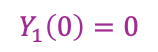 Y₁(0) = 0